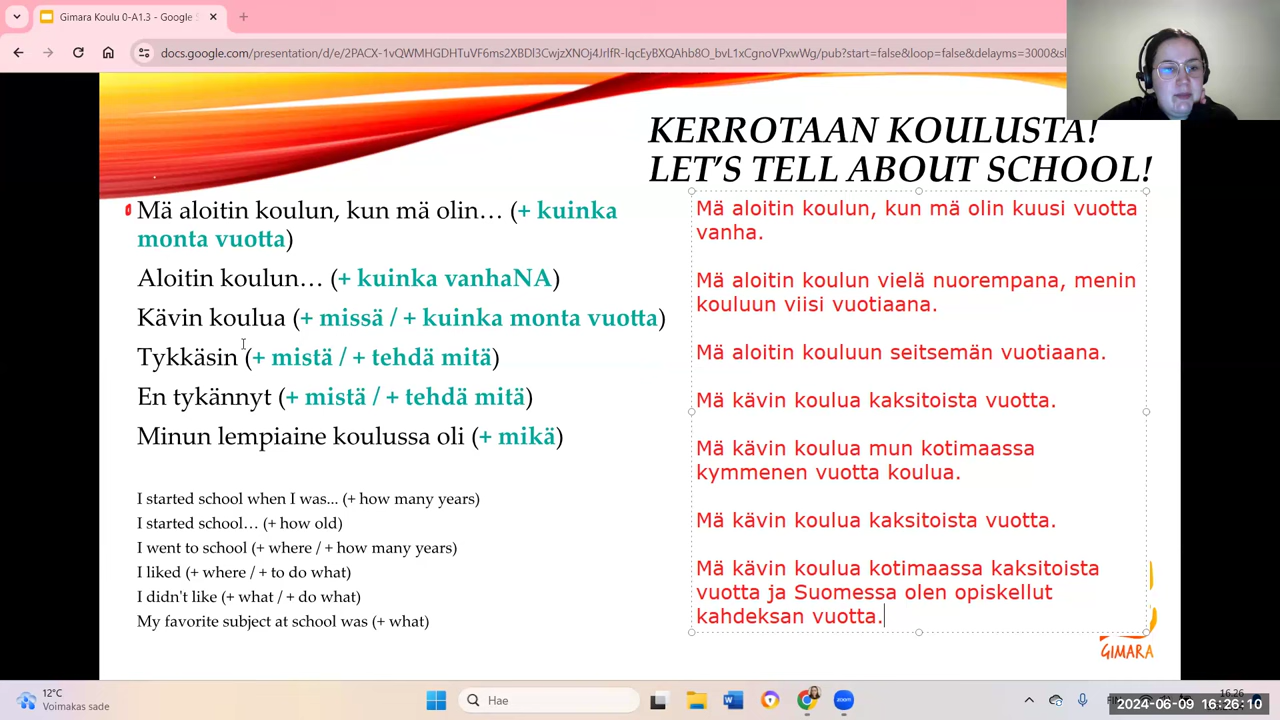 Gimara Koulu 0-A1.3 - Google S
docs.google.com/presentation/d/e/2PACX-1vQWMHGDHTuVF6ms2XBDl3CwjzXNOj4JrIfR-lqcEyBXQAhb8O_bvL1xCgnoVPxwWg/pub?start=false&loop=false&delayms=3000&sl
KERROTAAN KOULUSTA!
LET'S TELL ABOUT SCHOOL!
Mä aloitin koulun, kun mä olin… (+ kuinka
monta vuotta)
Aloitin koulun… (+ kuinka vanhaNA)
Kävin koulua (+ missä / + kuinka monta vuotta)
Tykkäsin (+ mistä / + tehdä mitä)
En tykännyt (+ mistä / + tehdä mitä)
Minun lempiaine koulussa oli (+ mikä)
I started school when I was... (+ how many years)
I started school… (+ how old)
I went to school (+ where / + how many years)
I liked (+ where / + to do what)
I didn't like (+ what / + do what)
My favorite subject at school was (+ what)
Mä aloitin koulun, kun mä olin kuusi vuotta
vanha.
Mä aloitin koulun vielä nuorempana, menin
kouluun viisi vuotiaana.
Mä aloitin kouluun seitsemän vuotiaana.
Mä kävin koulua kaksitoista vuotta.
Mä kävin koulua mun kotimaassa
kymmenen vuotta koulua.
Mä kävin koulua kaksitoista vuotta.
Mä kävin koulua kotimaassa kaksitoista
vuotta ja Suomessa olen opiskellut
kahdeksan vuotta.
GIMARA
12°C
Voimakas sade
Hae
16.26
2024-06-09 16:26:10